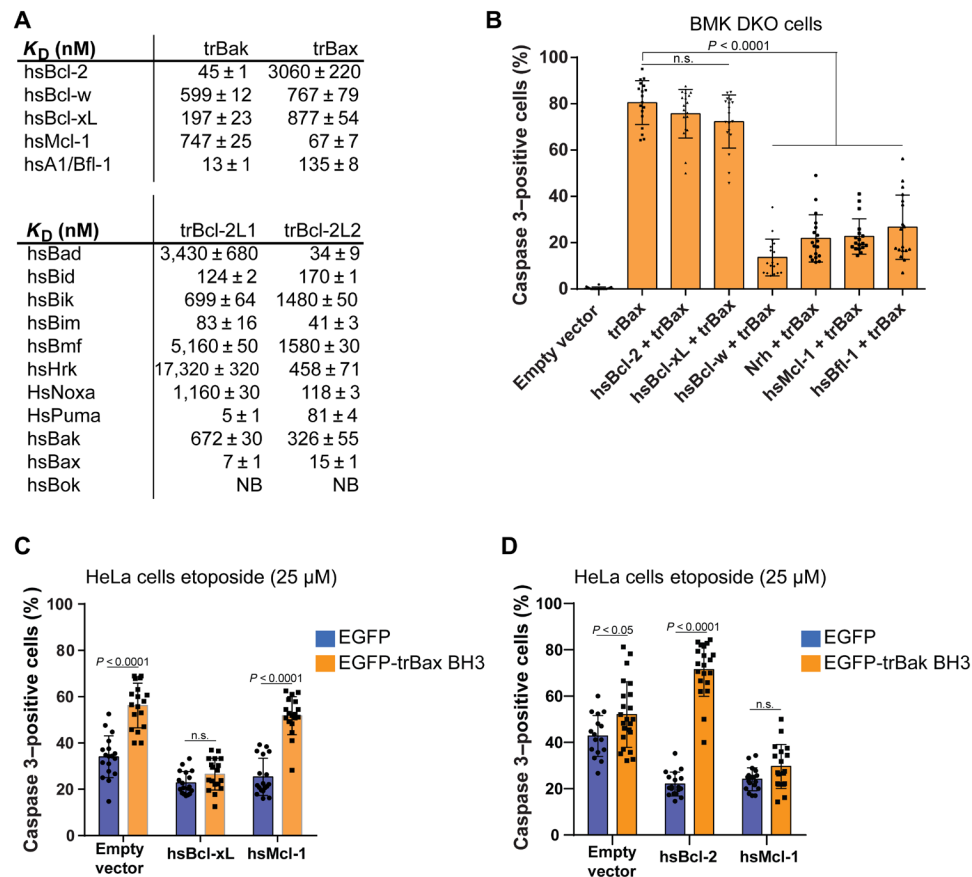 A
K_D (nM) trBak trBax
hsBcl-2 45 ± 1 3060 ± 220
hsBcl-w 599 ± 12 767 ± 79
hsBcl-xL 197 ± 23 877 ± 54
hsMcl-1 747 ± 25 67 ± 7
hsA1/Bfl-1 13 ± 1 135 ± 8
K_D (nM) trBcl-2L1 trBcl-2L2
hsBad 3,430 ± 680 34 ± 9
hsBid 124 ± 2 170 ± 1
hsBik 699 ± 64 1480 ± 50
hsBim 83 ± 16 41 ± 3
hsBmf 5,160 ± 50 1580 ± 30
hsHrk 17,320 ± 320 458 ± 71
HsNoxa 1,160 ± 30 118 ± 3
HsPuma 5 ± 1 81 ± 4
hsBak 672 ± 30 326 ± 55
hsBax 7 ± 1 15 ± 1
hsBok NB NB
B
BMK DKO cells
P < 0.0001
n.s.
Caspase 3–positive cells (%)
100
80
60
40
20
0
Empty vector
trBax
hsBcl-2 + trBax
hsBcl-xL + trBax
hsBcl-w + trBax
Nrh + trBax
hsMcl-1 + trBax
hsBfl-1 + trBax
C
HeLa cells etoposide (25 µM)
Caspase 3–positive cells (%)
100
80
60
40
20
0
P < 0.0001
n.s.
P < 0.0001
EGFP
EGFP-trBax BH3
Empty vector
hsBcl-xL
hsMcl-1
D
HeLa cells etoposide (25 µM)
Caspase 3–positive cells (%)
100
80
60
40
20
0
P < 0.05
P < 0.0001
n.s.
EGFP
EGFP-trBak BH3
Empty vector
hsBcl-2
hsMcl-1